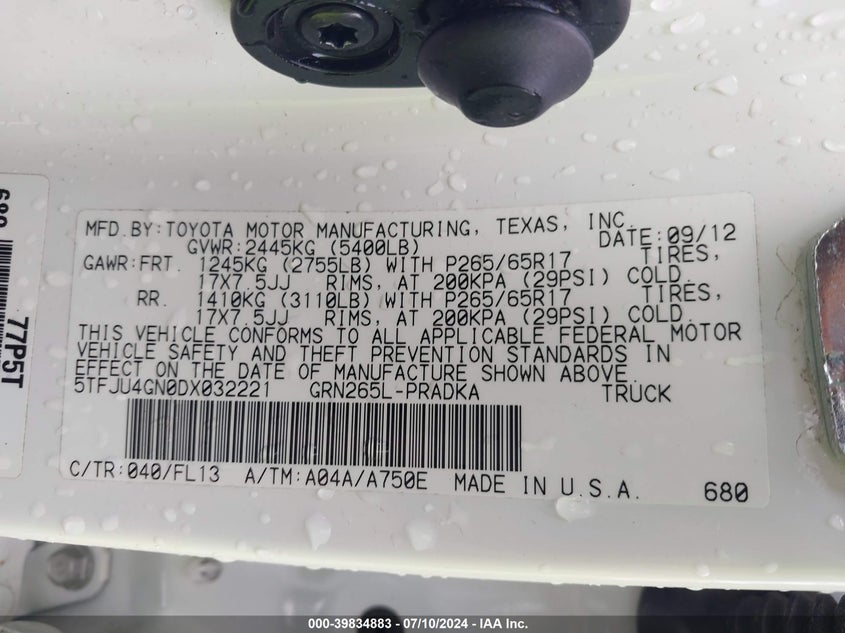 MFD.BY:TOYOTA MOTOR MANUFACTURING, TEXAS, INC.
DATE:09/12
GVWR:2445KG (5400LB)
GAWR:FRT. 1245KG (2755LB) WITH P265/65R17 TIRES,
17X7.5JJ RIMS, AT 200KPA (29PSI) COLD.
RR. 1410KG (3110LB) WITH P265/65R17 TIRES,
17X7.5JJ RIMS, AT 200KPA (29PSI) COLD.
THIS VEHICLE CONFORMS TO ALL APPLICABLE FEDERAL MOTOR
VEHICLE SAFETY AND THEFT PREVENTION STANDARDS IN
EFFECT ON THE DATE OF MANUFACTURE SHOWN ABOVE.
5TFJU4GN0DX032221 GRN265L-PRADKA TRUCK
C/TR:040/FL13 A/TM:A04A/A750E MADE IN U.S.A. 680
77P5T
000-39834883 - 07/10/2024 - IAA Inc.